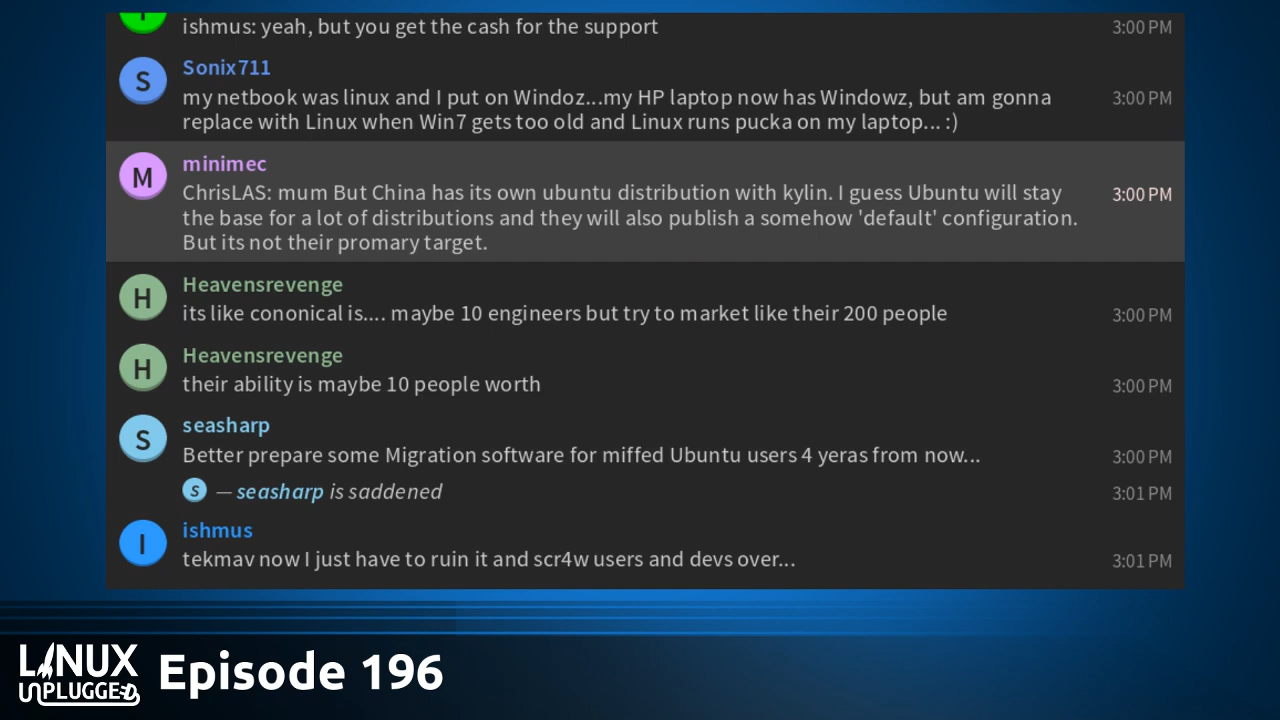 ishmus: yeah, but you get the cash for the support
3:00 PM
S
Sonix711
my netbook was linux and I put on Windoz...my HP laptop now has Windowz, but am gonna
3:00 PM
replace with Linux when Win7 gets too old and Linux runs pucka on my laptop... :)
M
minimec
ChrisLAS: mum But China has its own ubuntu distribution with kylin. I guess Ubuntu will stay
3:00 PM
the base for a lot of distributions and they will also publish a somehow 'default' configuration.
But its not their promary target.
H
Heavensrevenge
its like cononical is.... maybe 10 engineers but try to market like their 200 people
3:00 PM
H
Heavensrevenge
their ability is maybe 10 people worth
3:00 PM
S
seasharp
Better prepare some Migration software for miffed Ubuntu users 4 yeras from now...
3:00 PM
S — seasharp is saddened
3:01 PM
I
ishmus
tekmav now I just have to ruin it and scr4w users and devs over...
3:01 PM
LINUX
UNPLUGGED
Episode 196